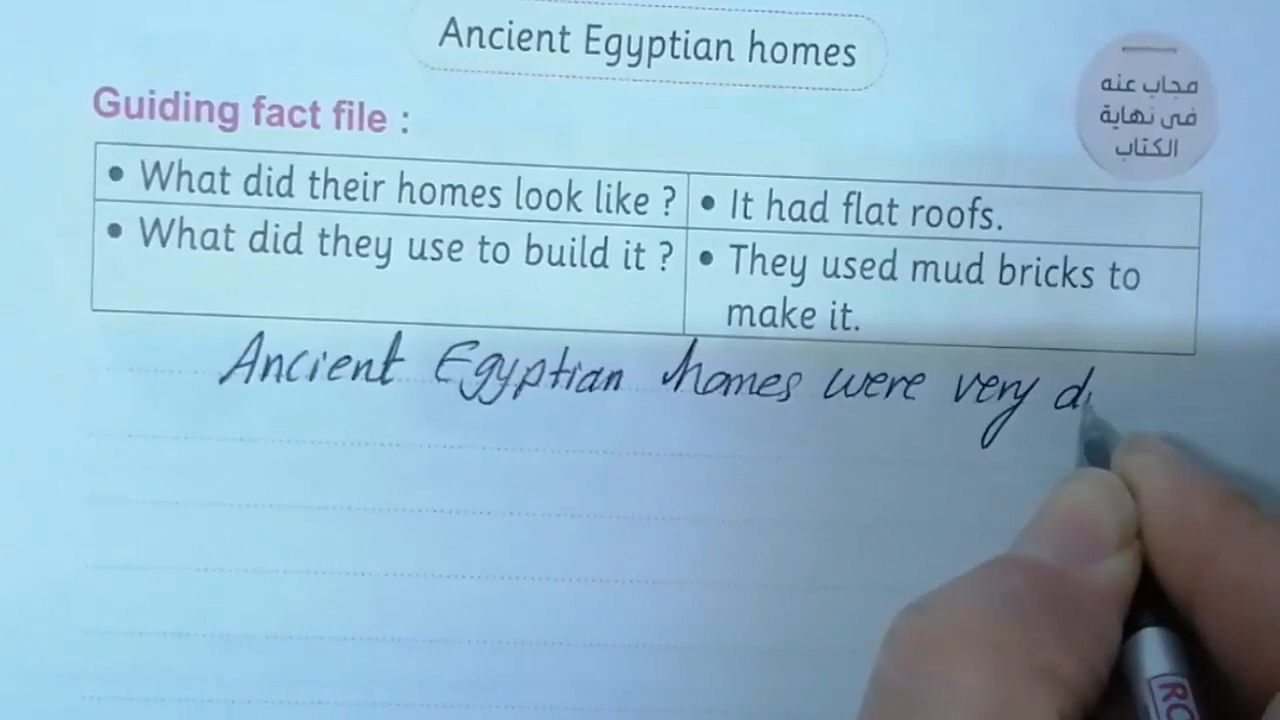 Ancient Egyptian homes
مجاب عنه
فى نهاية
الكتاب
Guiding fact file :
• What did their homes look like ? • It had flat roofs.
• What did they use to build it ? • They used mud bricks to
make it.
Ancient Egyptian homes were very